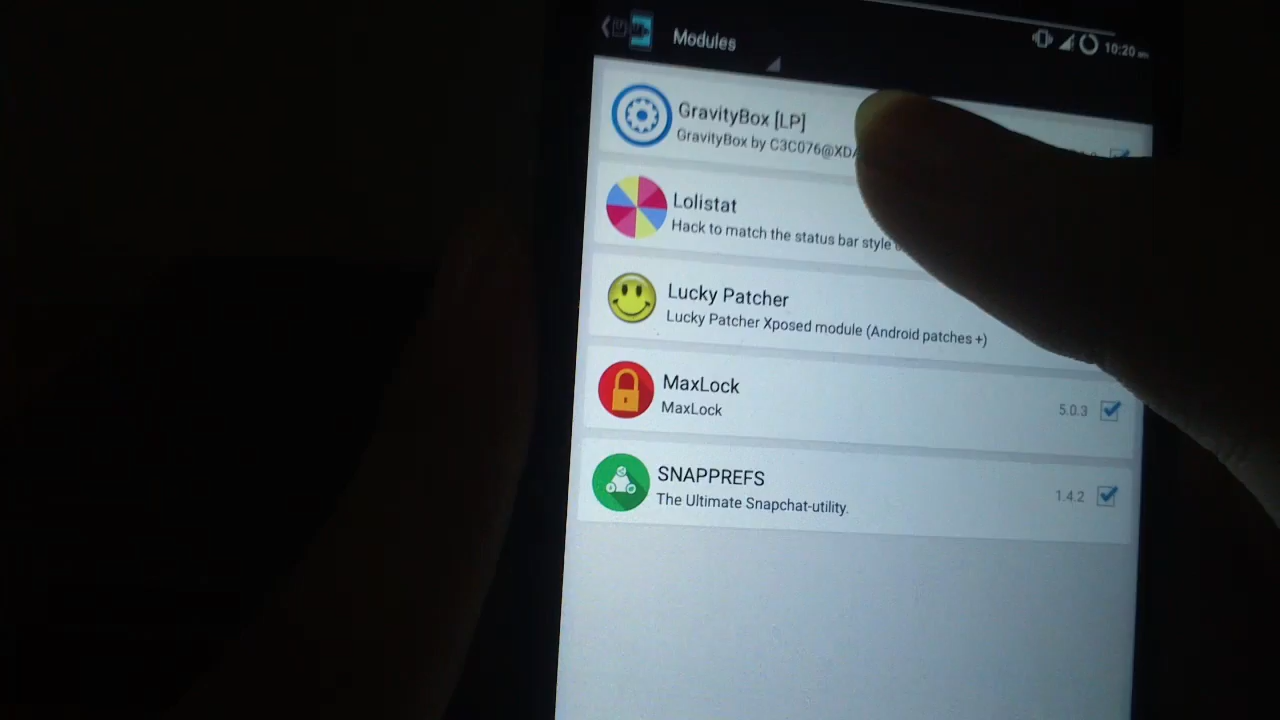 Modules
10:20 am
GravityBox [LP]
GravityBox by C3C076@XDA
Lolistat
Hack to match the status bar style
Lucky Patcher
Lucky Patcher Xposed module (Android patches +)
MaxLock
MaxLock
5.0.3
SNAPPREFS
The Ultimate Snapchat-utility.
1.4.2